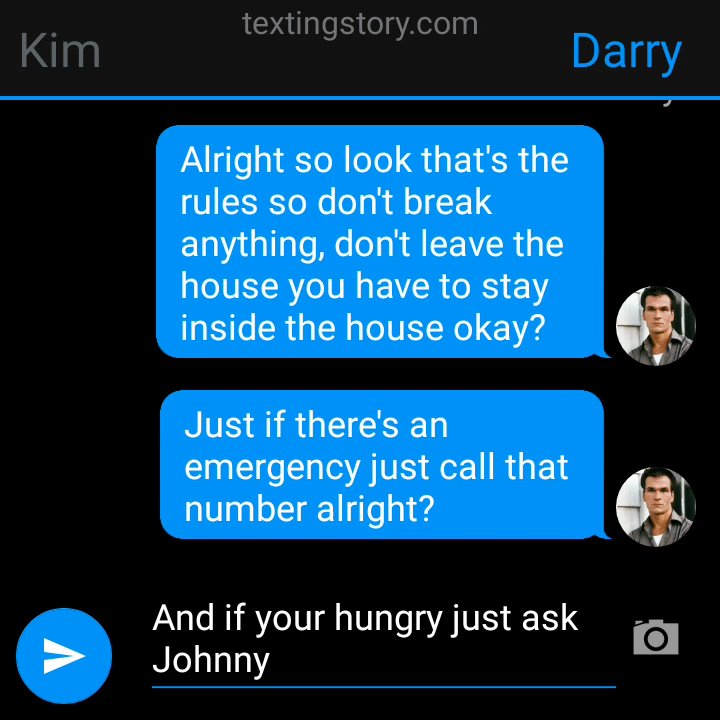 textingstory.com
Kim
Darry
Alright so look that's the
rules so don't break
anything, don't leave the
house you have to stay
inside the house okay?
Just if there's an
emergency just call that
number alright?
And if your hungry just ask
Johnny